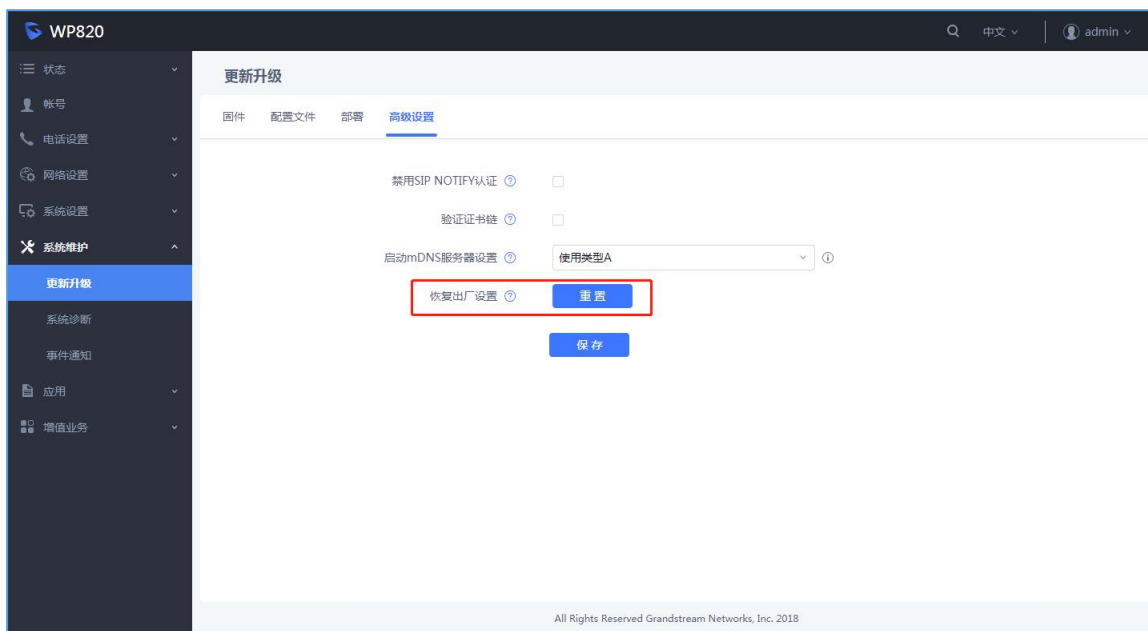 WP820
中文
admin
状态
帐号
电话设置
网络设置
系统设置
系统维护
更新升级
系统诊断
事件通知
应用
增值业务
更新升级
固件 配置文件 部署 高级设置
禁用SIP NOTIFY认证
验证证书链
启动mDNS服务器设置 使用类型A
恢复出厂设置 重置
保存
All Rights Reserved Grandstream Networks, Inc. 2018